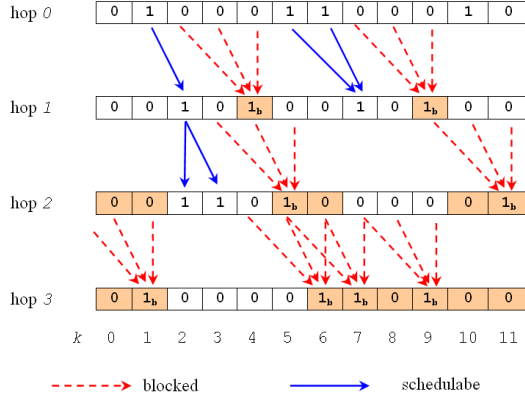 hop 0 0 1 0 0 0 1 1 0 0 0 1 0
hop 1 0 0 1 0 1b 0 0 1 0 1b 0 0
hop 2 0 0 1 1 0 1b 0 0 0 0 0 1b
hop 3 0 1b 0 0 0 0 1b 1b 0 1b 0 0
k 0 1 2 3 4 5 6 7 8 9 10 11
blocked schedulabe